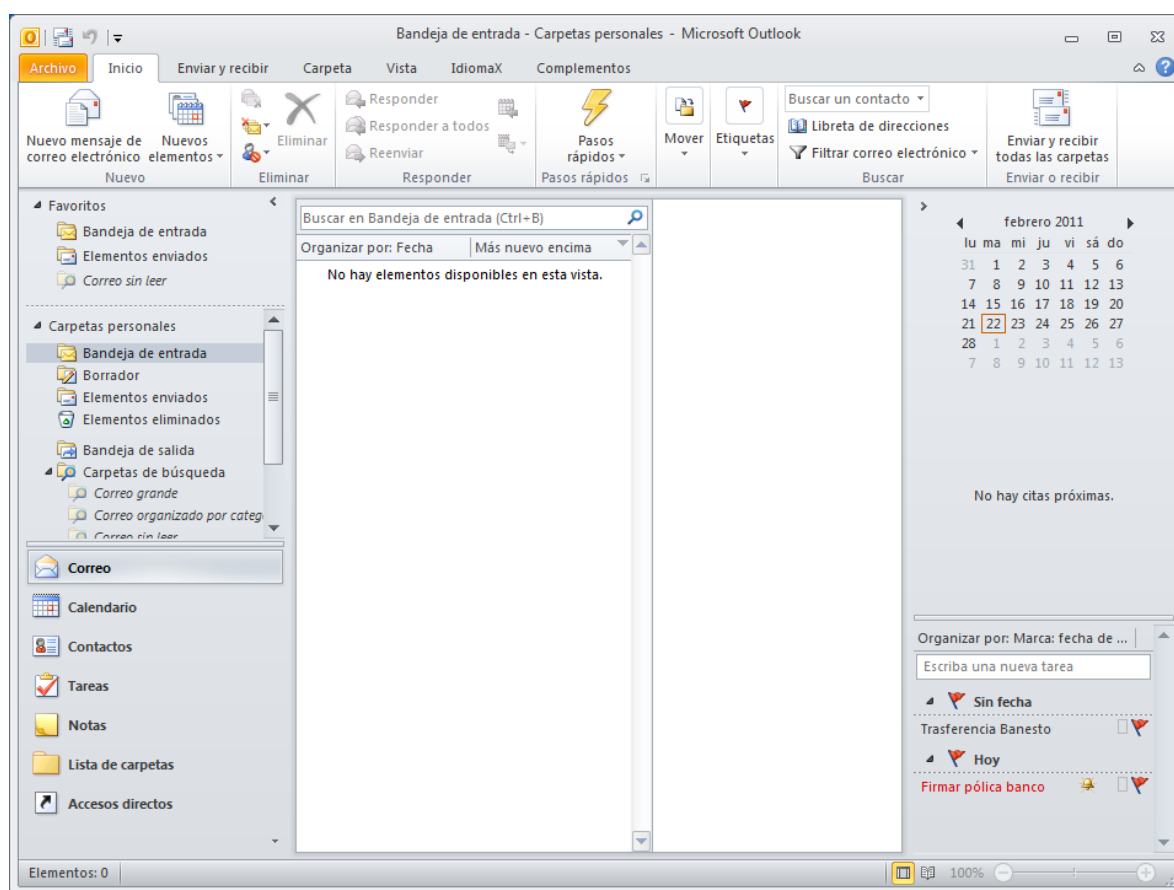 Bandeja de entrada - Carpetas personales - Microsoft Outlook
Archivo Inicio Enviar y recibir Carpeta Vista IdiomaX Complementos
Nuevo mensaje de correo electrónico
Nuevos elementos
Nuevo
Eliminar
Eliminar
Responder
Responder a todos
Reenviar
Responder
Pasos rápidos
Pasos rápidos
Mover
Etiquetas
Buscar un contacto
Libreta de direcciones
Filtrar correo electrónico
Buscar
Enviar y recibir
todas las carpetas
Enviar o recibir
Favoritos
Bandeja de entrada
Elementos enviados
Correo sin leer
Carpetas personales
Bandeja de entrada
Borrador
Elementos enviados
Elementos eliminados
Bandeja de salida
Carpetas de búsqueda
Correo grande
Correo organizado por categ
Correo sin leer
Correo
Calendario
Contactos
Tareas
Notas
Lista de carpetas
Accesos directos
Buscar en Bandeja de entrada (Ctrl+B)
Organizar por: Fecha Más nuevo encima
No hay elementos disponibles en esta vista.
febrero 2011
lu ma mi ju vi sá do
31 1 2 3 4 5 6
7 8 9 10 11 12 13
14 15 16 17 18 19 20
21 22 23 24 25 26 27
28 1 2 3 4 5 6
7 8 9 10 11 12 13
No hay citas próximas.
Organizar por: Marca: fecha de ...
Escriba una nueva tarea
Sin fecha
Trasferencia Banesto
Hoy
Firmar pólica banco
Elementos: 0
100%